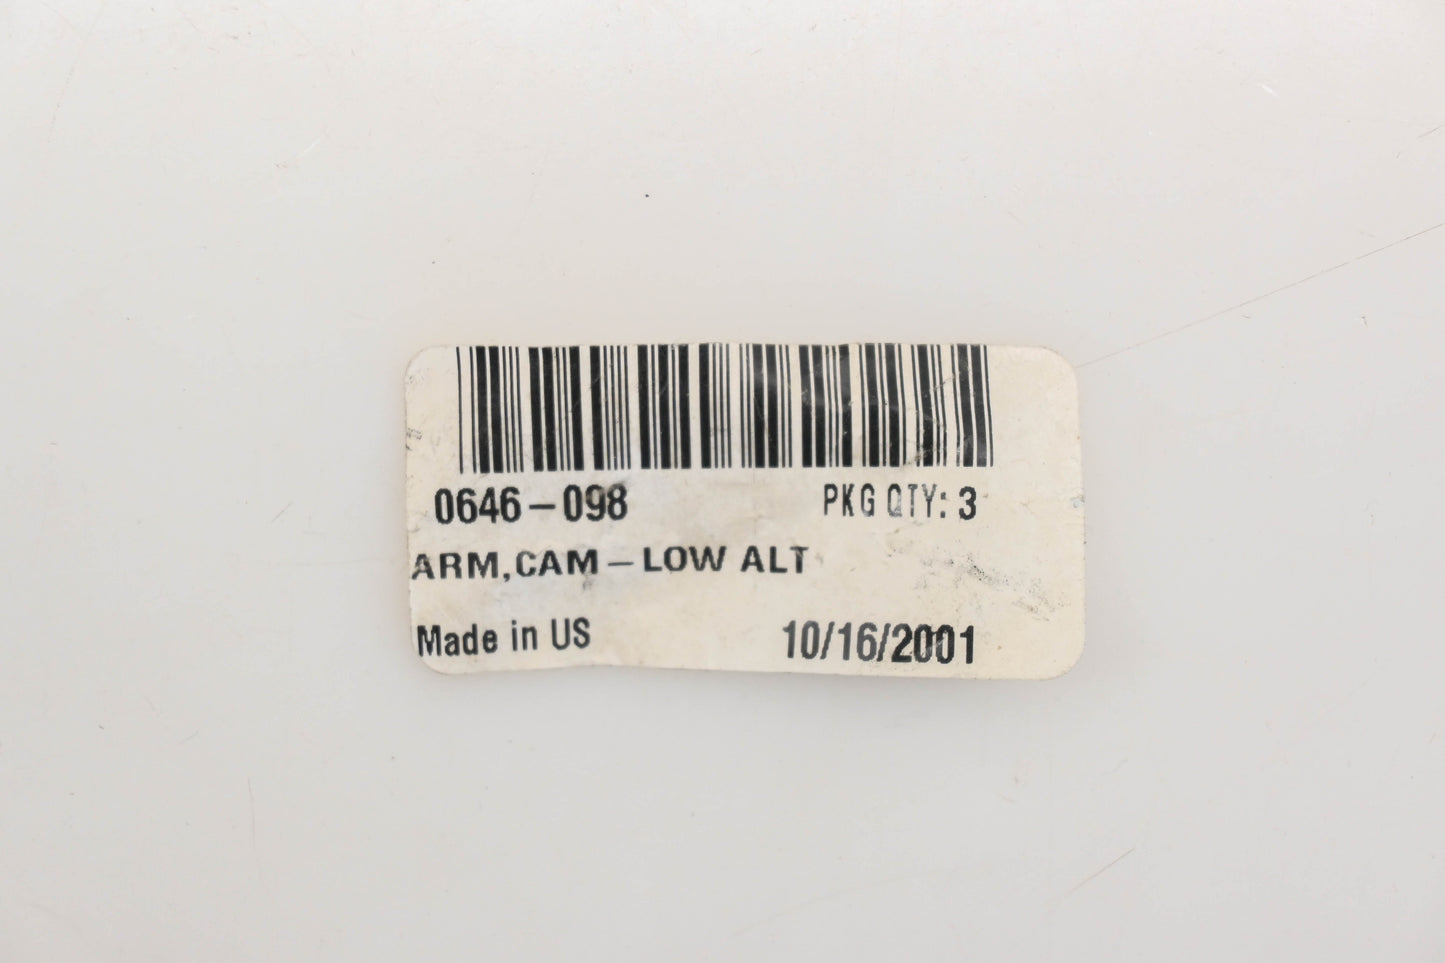 0646-098 PKG QTY: 3
ARM,CAM-LOW ALT
Made in US 10/16/2001